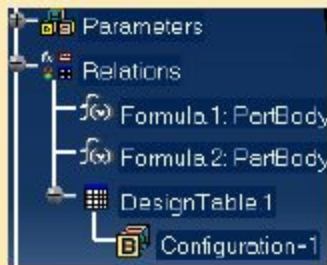 Parameters
Relations
Formula.1: PartBody
Formula.2: PartBody
DesignTable.1
Configuration-1